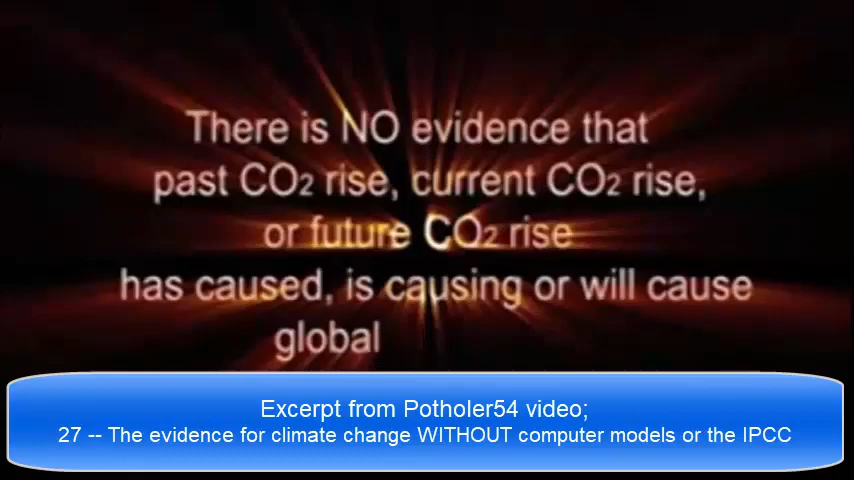 There is NO evidence that
past CO2 rise, current CO2 rise,
or future CO2 rise
has caused, is causing or will cause
global
Excerpt from Potholer54 video;
27 -- The evidence for climate change WITHOUT computer models or the IPCC